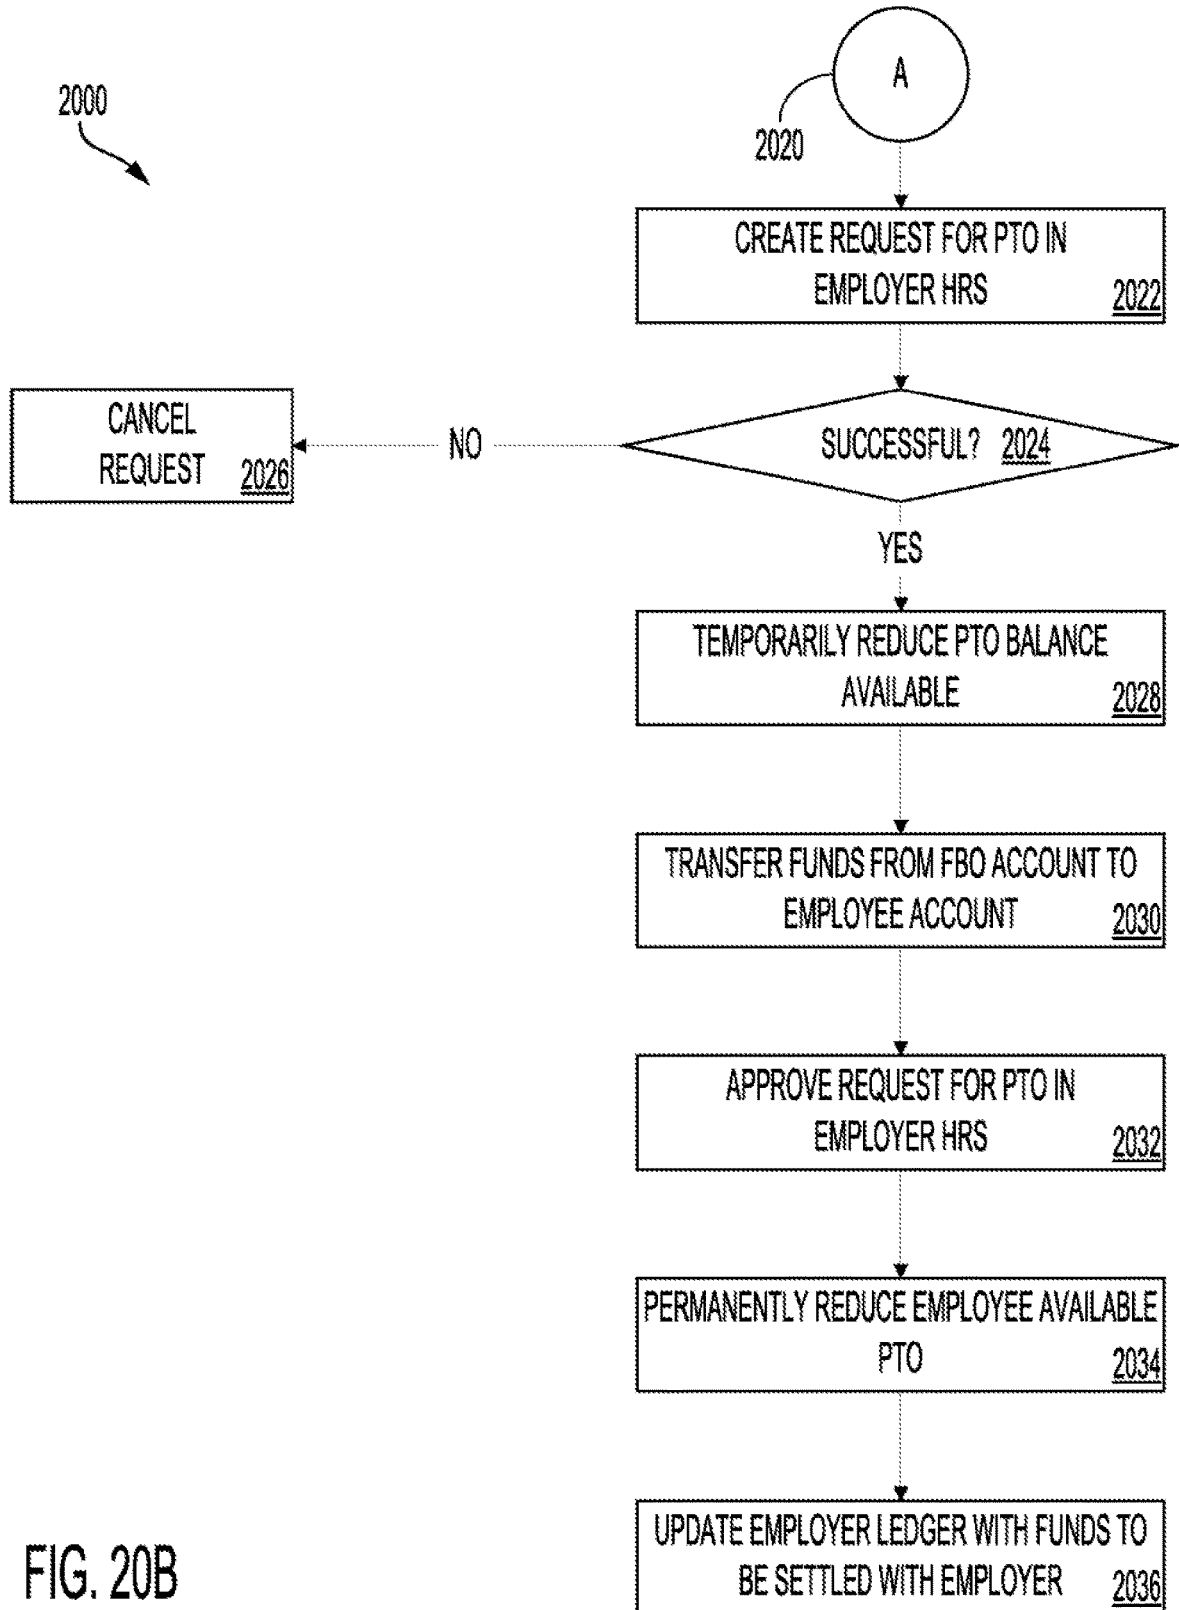 A
2000
2020
CREATE REQUEST FOR PTO IN
EMPLOYER HRS
2022
CANCEL
REQUEST
2026
NO
SUCCESSFUL? 2024
YES
TEMPORARILY REDUCE PTO BALANCE
AVAILABLE
2028
TRANSFER FUNDS FROM FBO ACCOUNT TO
EMPLOYEE ACCOUNT
2030
APPROVE REQUEST FOR PTO IN
EMPLOYER HRS
2032
PERMANENTLY REDUCE EMPLOYEE AVAILABLE
PTO
2034
UPDATE EMPLOYER LEDGER WITH FUNDS TO
BE SETTLED WITH EMPLOYER
2036
FIG. 20B